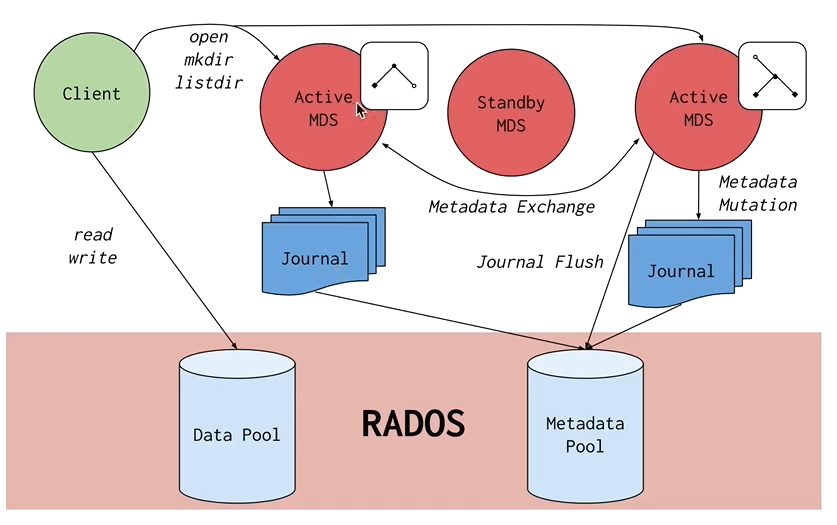 open
mkdir
listdir
Client
Active
MDS
Standby
MDS
Active
MDS
Metadata Exchange
Metadata
Mutation
read
write
Journal
Journal Flush
Journal
Data Pool
RADOS
Metadata
Pool